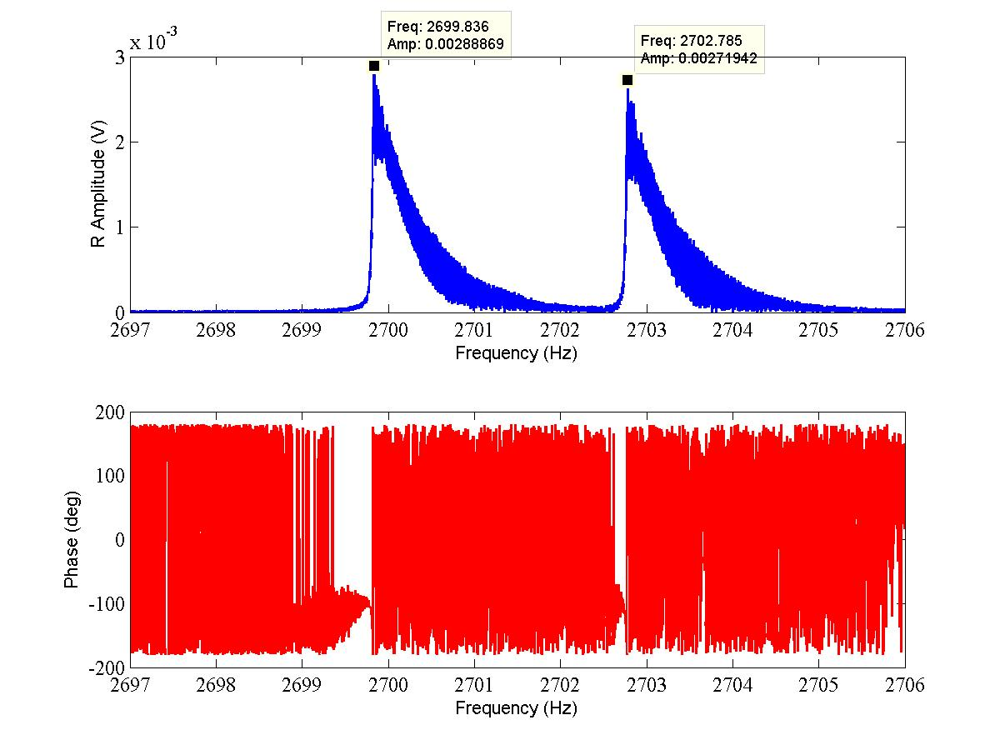 Freq: 2699.836
Amp: 0.00288869
Freq: 2702.785
Amp: 0.00271942
x 10^-3
3
2
1
0
R Amplitude (V)
2697 2698 2699 2700 2701 2702 2703 2704 2705 2706
Frequency (Hz)
200
100
0
-100
-200
Phase (deg)
2697 2698 2699 2700 2701 2702 2703 2704 2705 2706
Frequency (Hz)